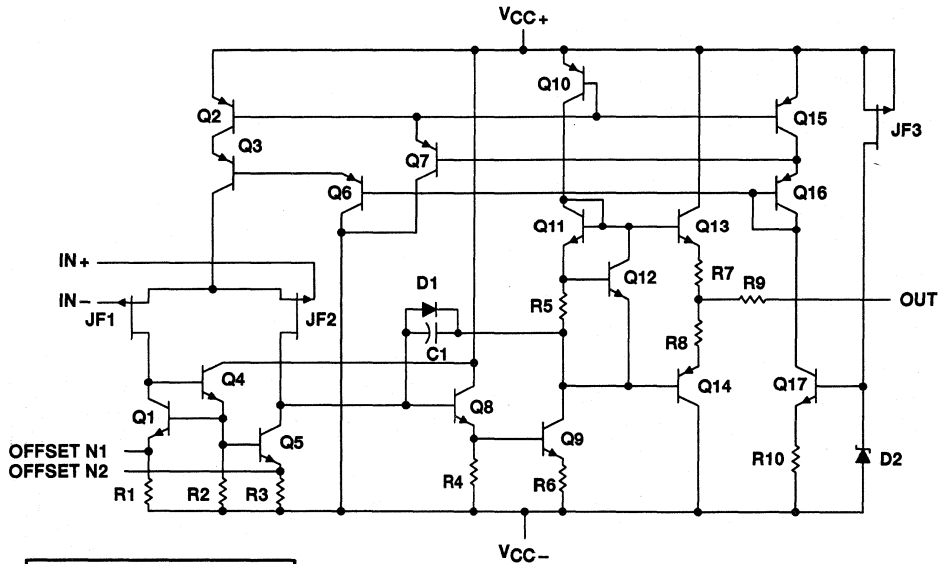 VCC+
Q10
Q2
Q15
JF3
Q3
Q7
Q6
Q16
Q11
Q13
IN+
Q12
R7
D1
R9
IN−
OUT
JF1
JF2
R5
C1
R8
Q4
Q14
Q17
Q8
Q1
Q9
Q5
OFFSET N1
OFFSET N2
R10
D2
R1
R2
R3
R4
R6
VCC−